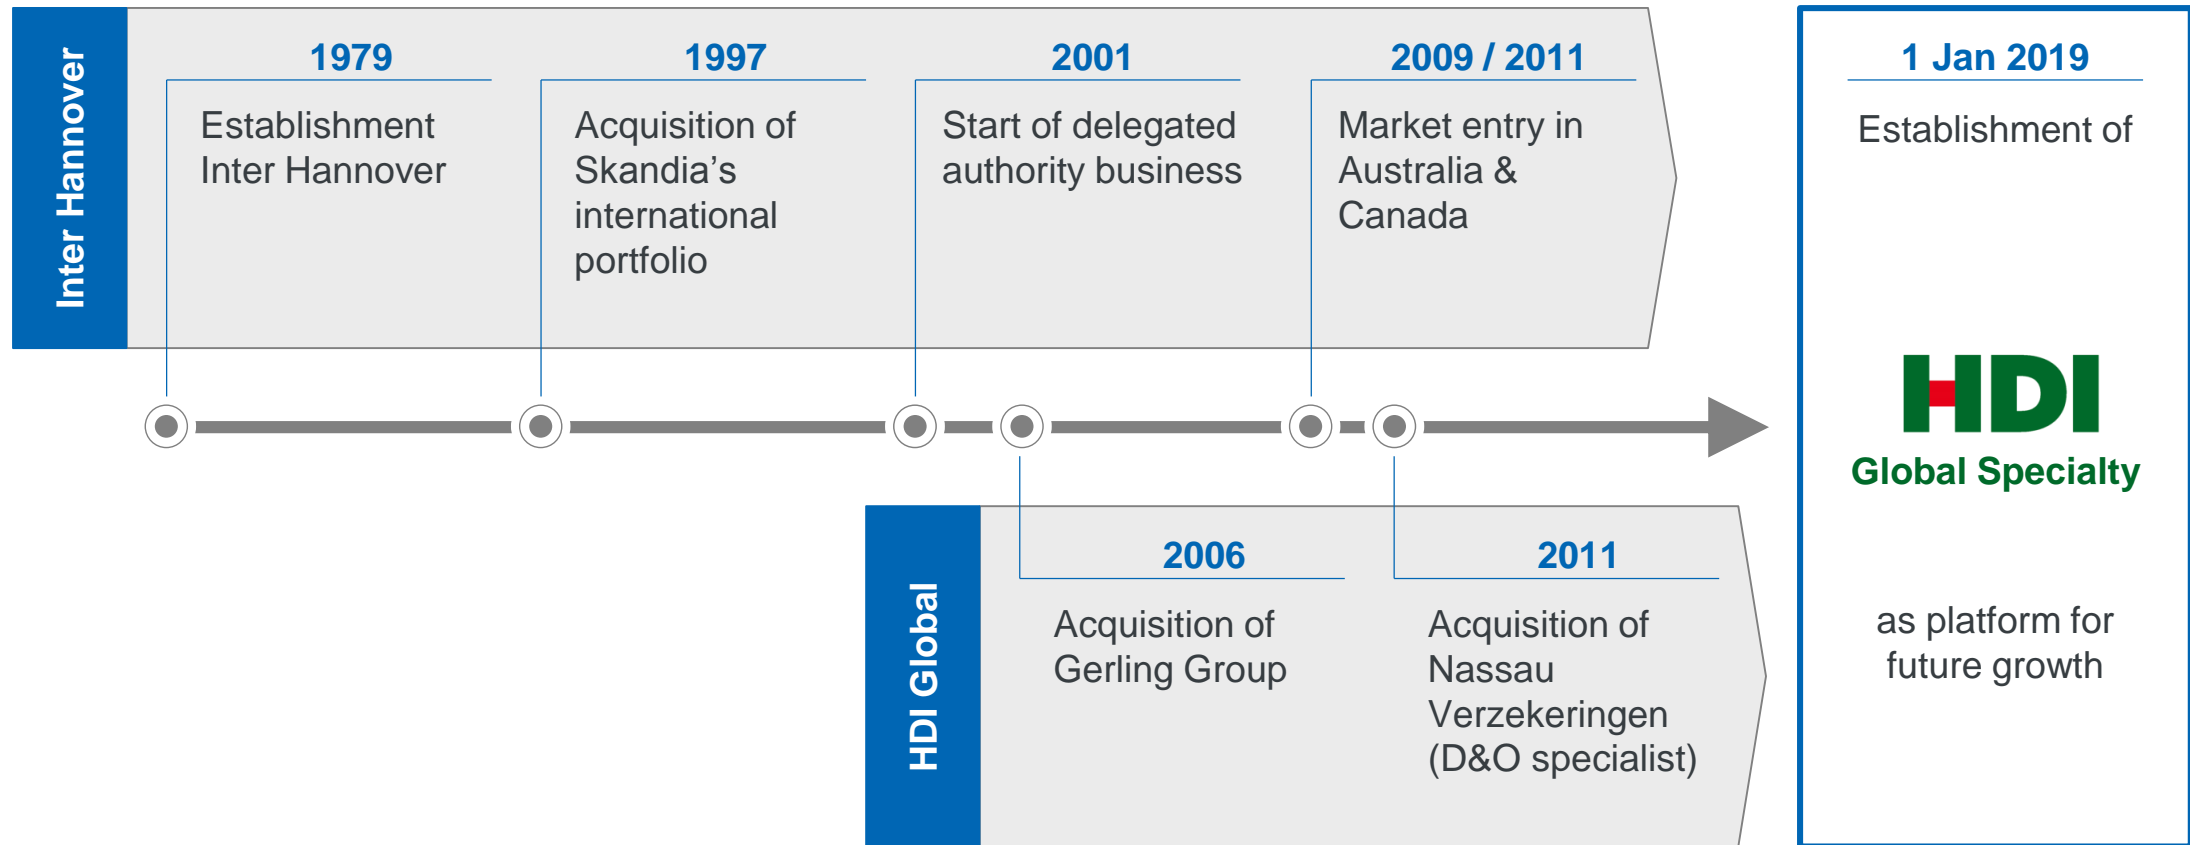 Inter Hannover
1979
Establishment
Inter Hannover
1997
Acquisition of
Skandia’s
international
portfolio
2001
Start of delegated
authority business
2009 / 2011
Market entry in
Australia &
Canada
HDI Global
2006
Acquisition of
Gerling Group
2011
Acquisition of
Nassau
Verzekeringen
(D&O specialist)
1 Jan 2019
Establishment of
HDI
Global Specialty
as platform for
future growth